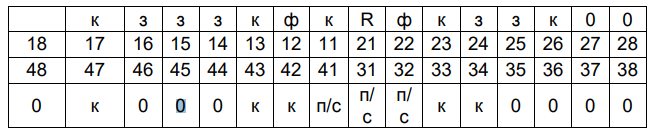 к з з з к ф к R ф к з з к 0 0
18 17 16 15 14 13 12 11 21 22 23 24 25 26 27 28
48 47 46 45 44 43 42 41 31 32 33 34 35 36 37 38
0 к 0 0 0 к к п/с п/с п/с к к 0 0 0 0